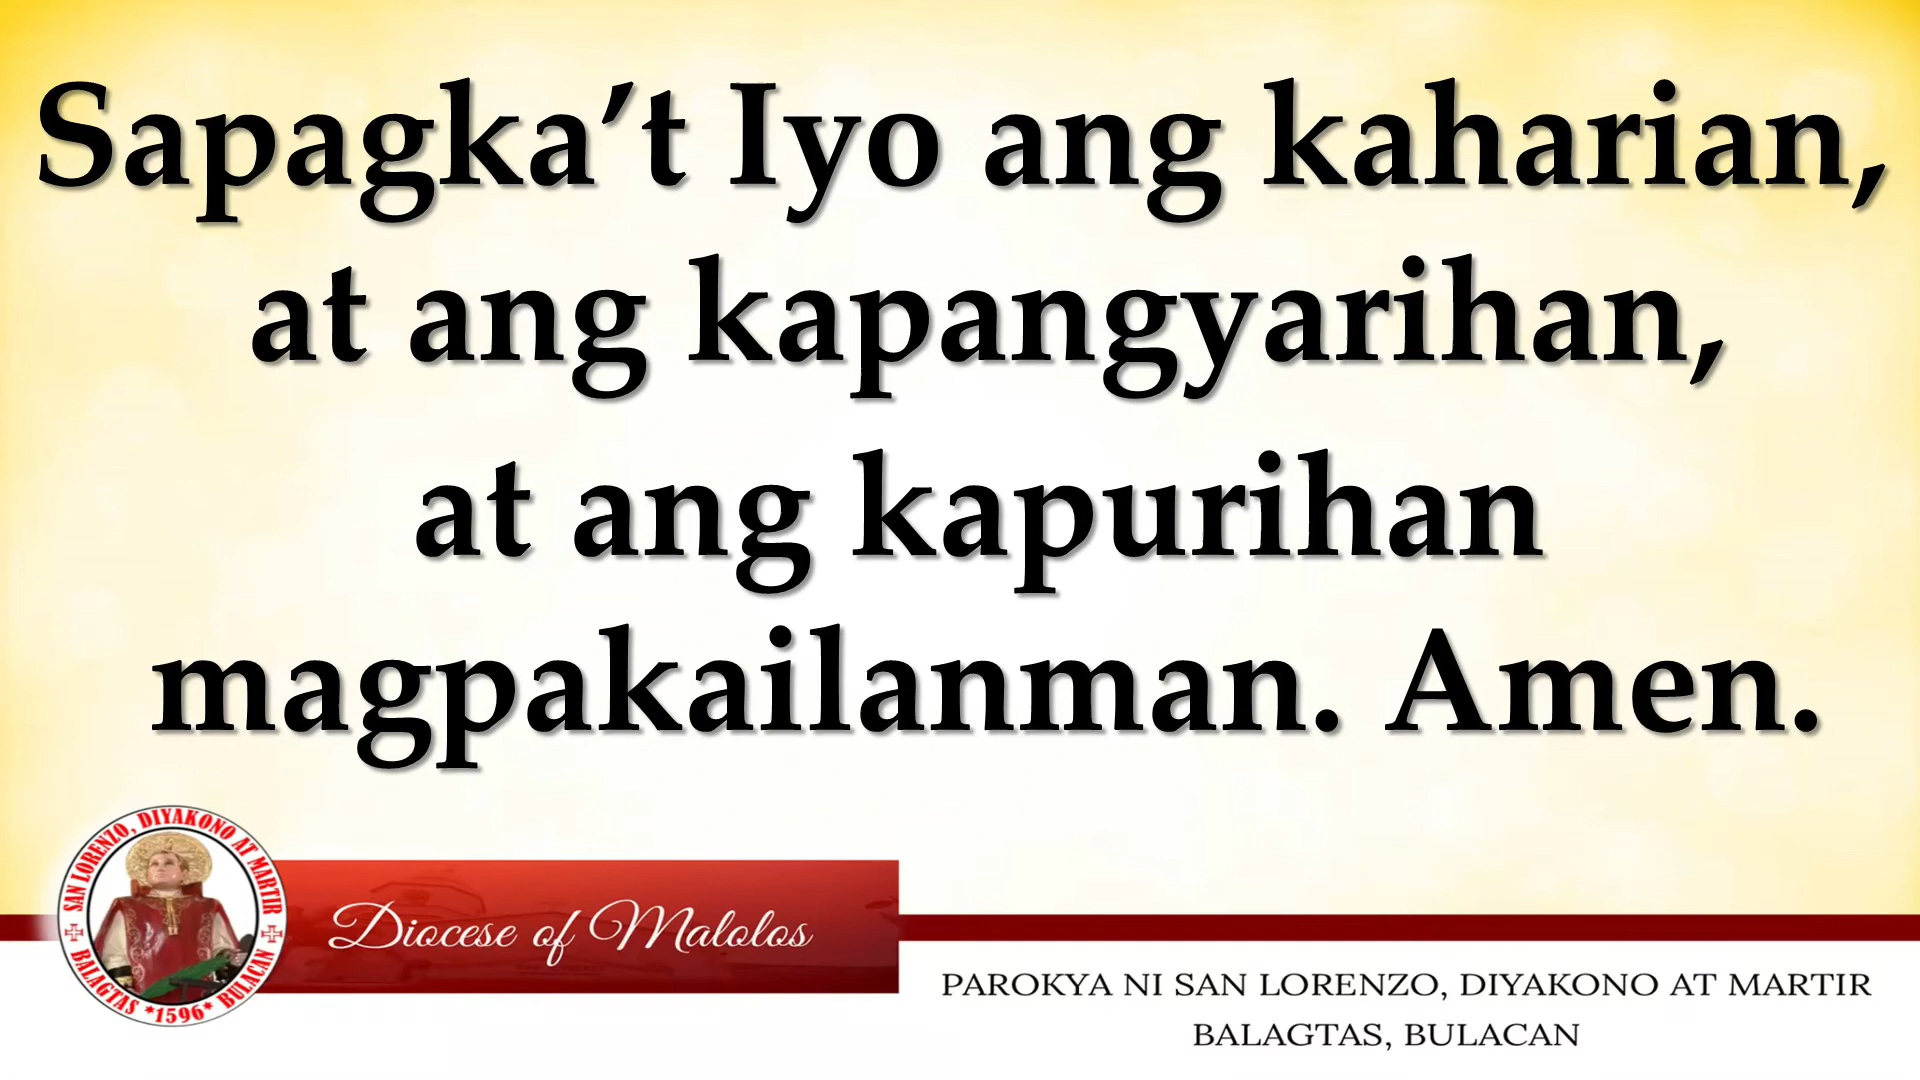 Sapagka’t Iyo ang kaharian,
at ang kapangyarihan,
at ang kapurihan
magpakailanman. Amen.
SAN LORENZO, DIYAKONO AT MARTIR
BALAGTAS *1596* BULACAN
Diocese of Malolos
PAROKYA NI SAN LORENZO, DIYAKONO AT MARTIR
BALAGTAS, BULACAN